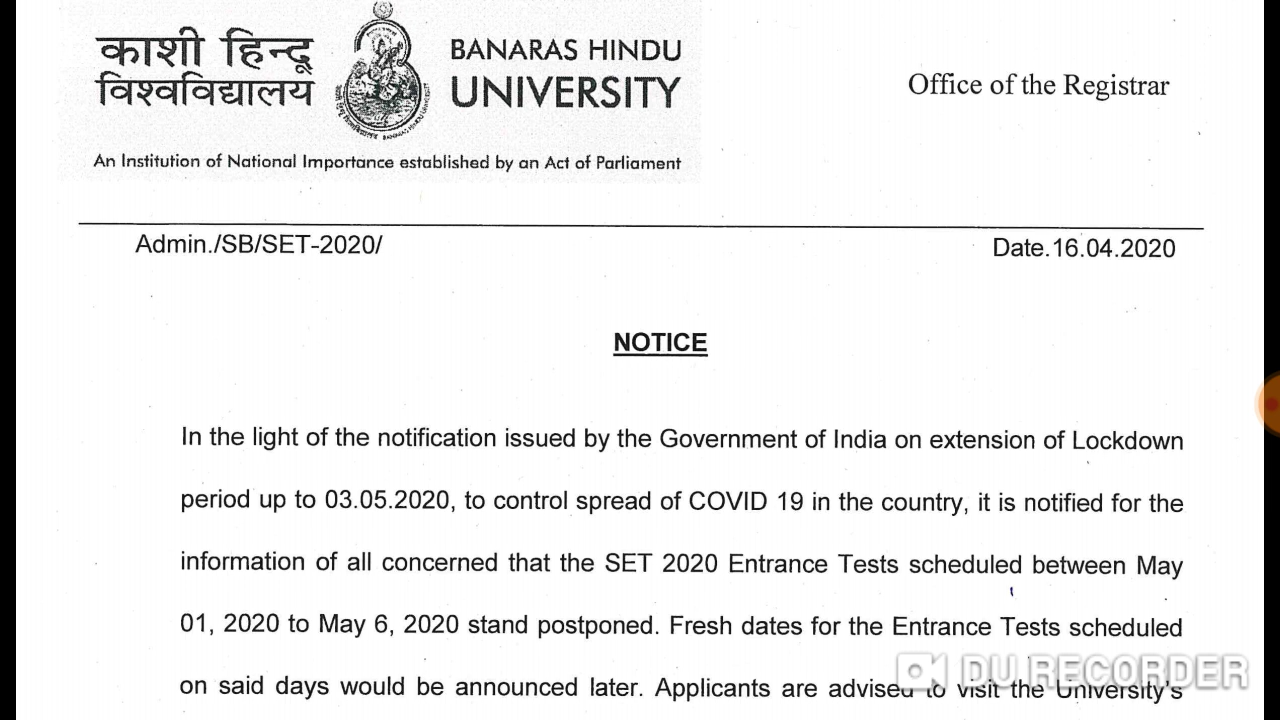 काशी हिन्दू
विश्वविद्यालय
BANARAS HINDU
UNIVERSITY
Office of the Registrar
An Institution of National Importance established by an Act of Parliament
Admin./SB/SET-2020/
Date.16.04.2020
NOTICE
In the light of the notification issued by the Government of India on extension of Lockdown
period up to 03.05.2020, to control spread of COVID 19 in the country, it is notified for the
information of all concerned that the SET 2020 Entrance Tests scheduled between May
01, 2020 to May 6, 2020 stand postponed. Fresh dates for the Entrance Tests scheduled
on said days would be announced later. Applicants are advised to visit the University's
DU RECORDER